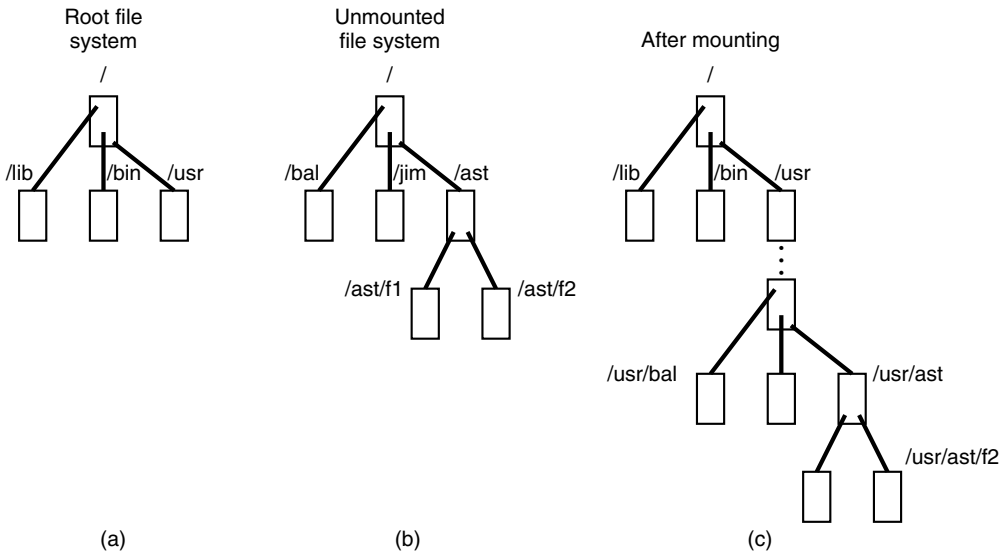 Root file
system
/
/lib
/bin
/usr
(a)
Unmounted
file system
/
/bal
/jim
/ast
/ast/f1
/ast/f2
(b)
After mounting
/
/lib
/bin
/usr
/usr/bal
/usr/ast
/usr/ast/f2
(c)